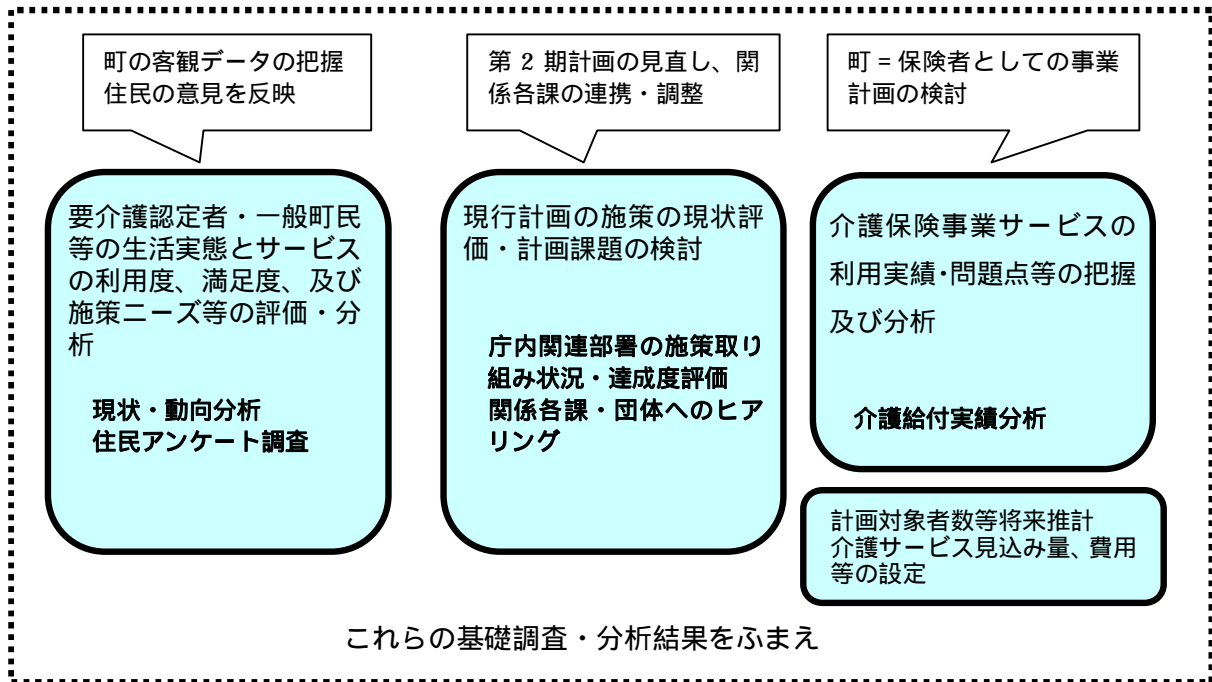 町の客観データの把握
住民の意見を反映
第 2 期計画の見直し、関
係各課の連携・調整
町＝保険者としての事業
計画の検討
要介護認定者・一般町民
等の生活実態とサービス
の利用度、満足度、及び
施策ニーズ等の評価・分
析
現状・動向分析
住民アンケート調査
現行計画の施策の現状評
価・計画課題の検討
庁内関連部署の施策取り
組み状況・達成度評価
関係各課・団体へのヒア
リング
介護保険事業サービスの
利用実績･問題点等の把握
及び分析
介護給付実績分析
計画対象者数等将来推計
介護サービス見込み量、費用
等の設定
これらの基礎調査・分析結果をふまえ